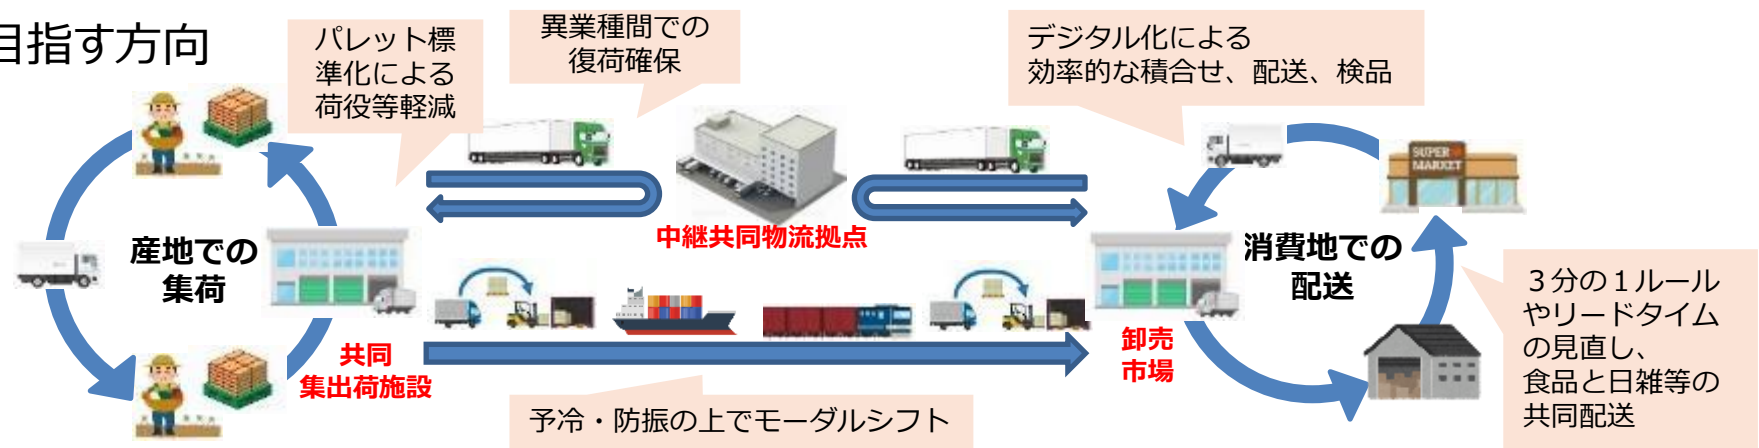 目指す方向
パレット標
準化による
荷役等軽減
異業種間での
復荷確保
デジタル化による
効率的な積合せ、配送、検品
SUPER
MARKET
産地での
集荷
中継共同物流拠点
消費地での
配送
共同
集出荷施設
卸売
市場
３分の１ルール
やリードタイム
の見直し、
食品と日雑等の
共同配送
予冷・防振の上でモーダルシフト